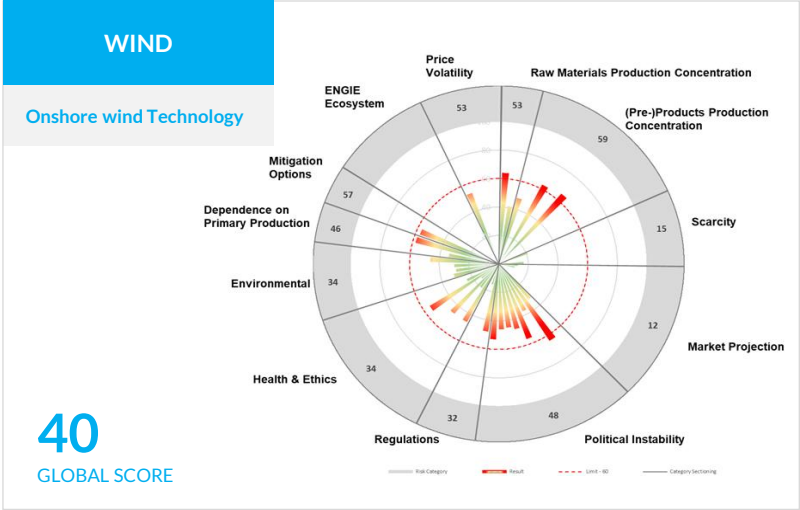 WIND
Onshore wind Technology
Price
Volatility
53
53
Raw Materials Production Concentration
ENGIE
Ecosystem
(Pre-)Products Production
Concentration
59
Mitigation
Options
57
Dependence on
Primary Production
46
Scarcity
15
Environmental
34
12
Market Projection
Health & Ethics
34
Regulations
32
48
Political Instability
40
GLOBAL SCORE
Risk Category
Result
Limit - 60
Category Sectioning